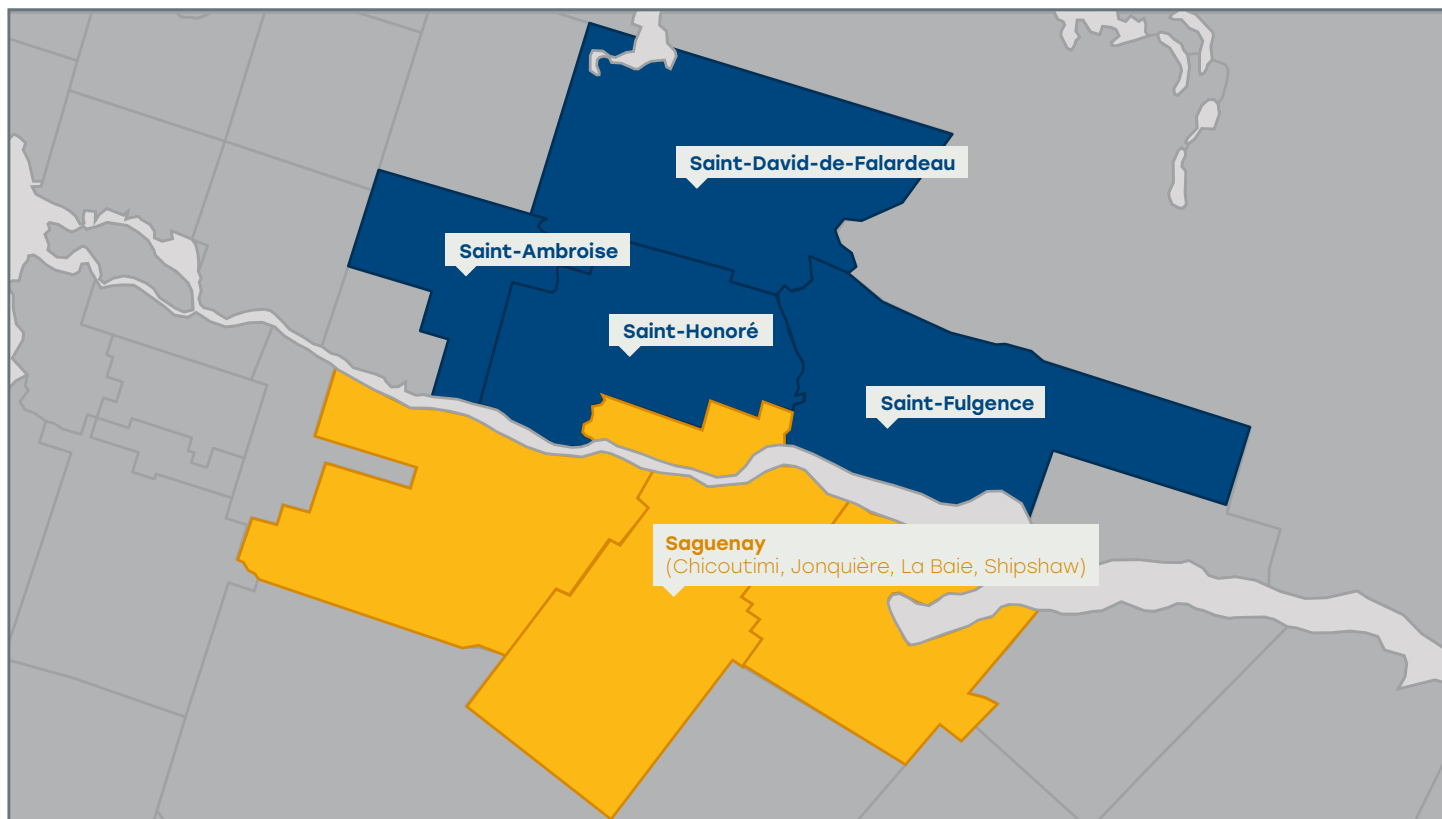 Saint-David-de-Falardeau
Saint-Ambroise
Saint-Honoré
Saint-Fulgence
Saguenay
(Chicoutimi, Jonquière, La Baie, Shipshaw)